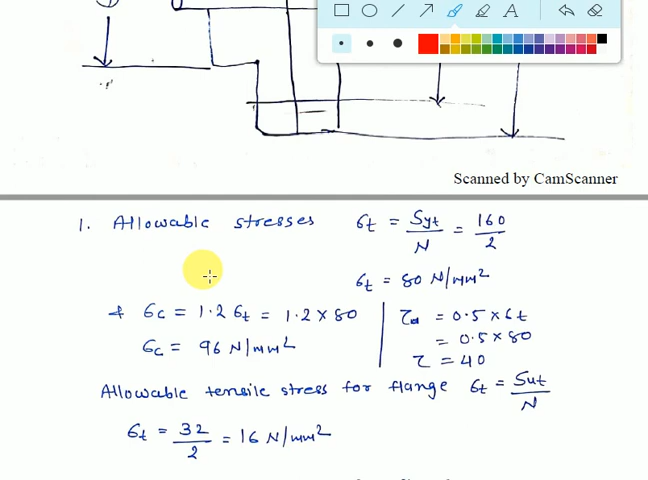 A
Scanned by CamScanner
1. Allowable stresses σt = Syt/N = 160/2
σt = 80 N/mm²
+ σc = 1.2 σt = 1.2 × 80
σc = 96 N/mm²
τd = 0.5 × σt
= 0.5 × 80
τ = 40
Allowable tensile stress for flange σt = Sut/N
σt = 32/2 = 16 N/mm²